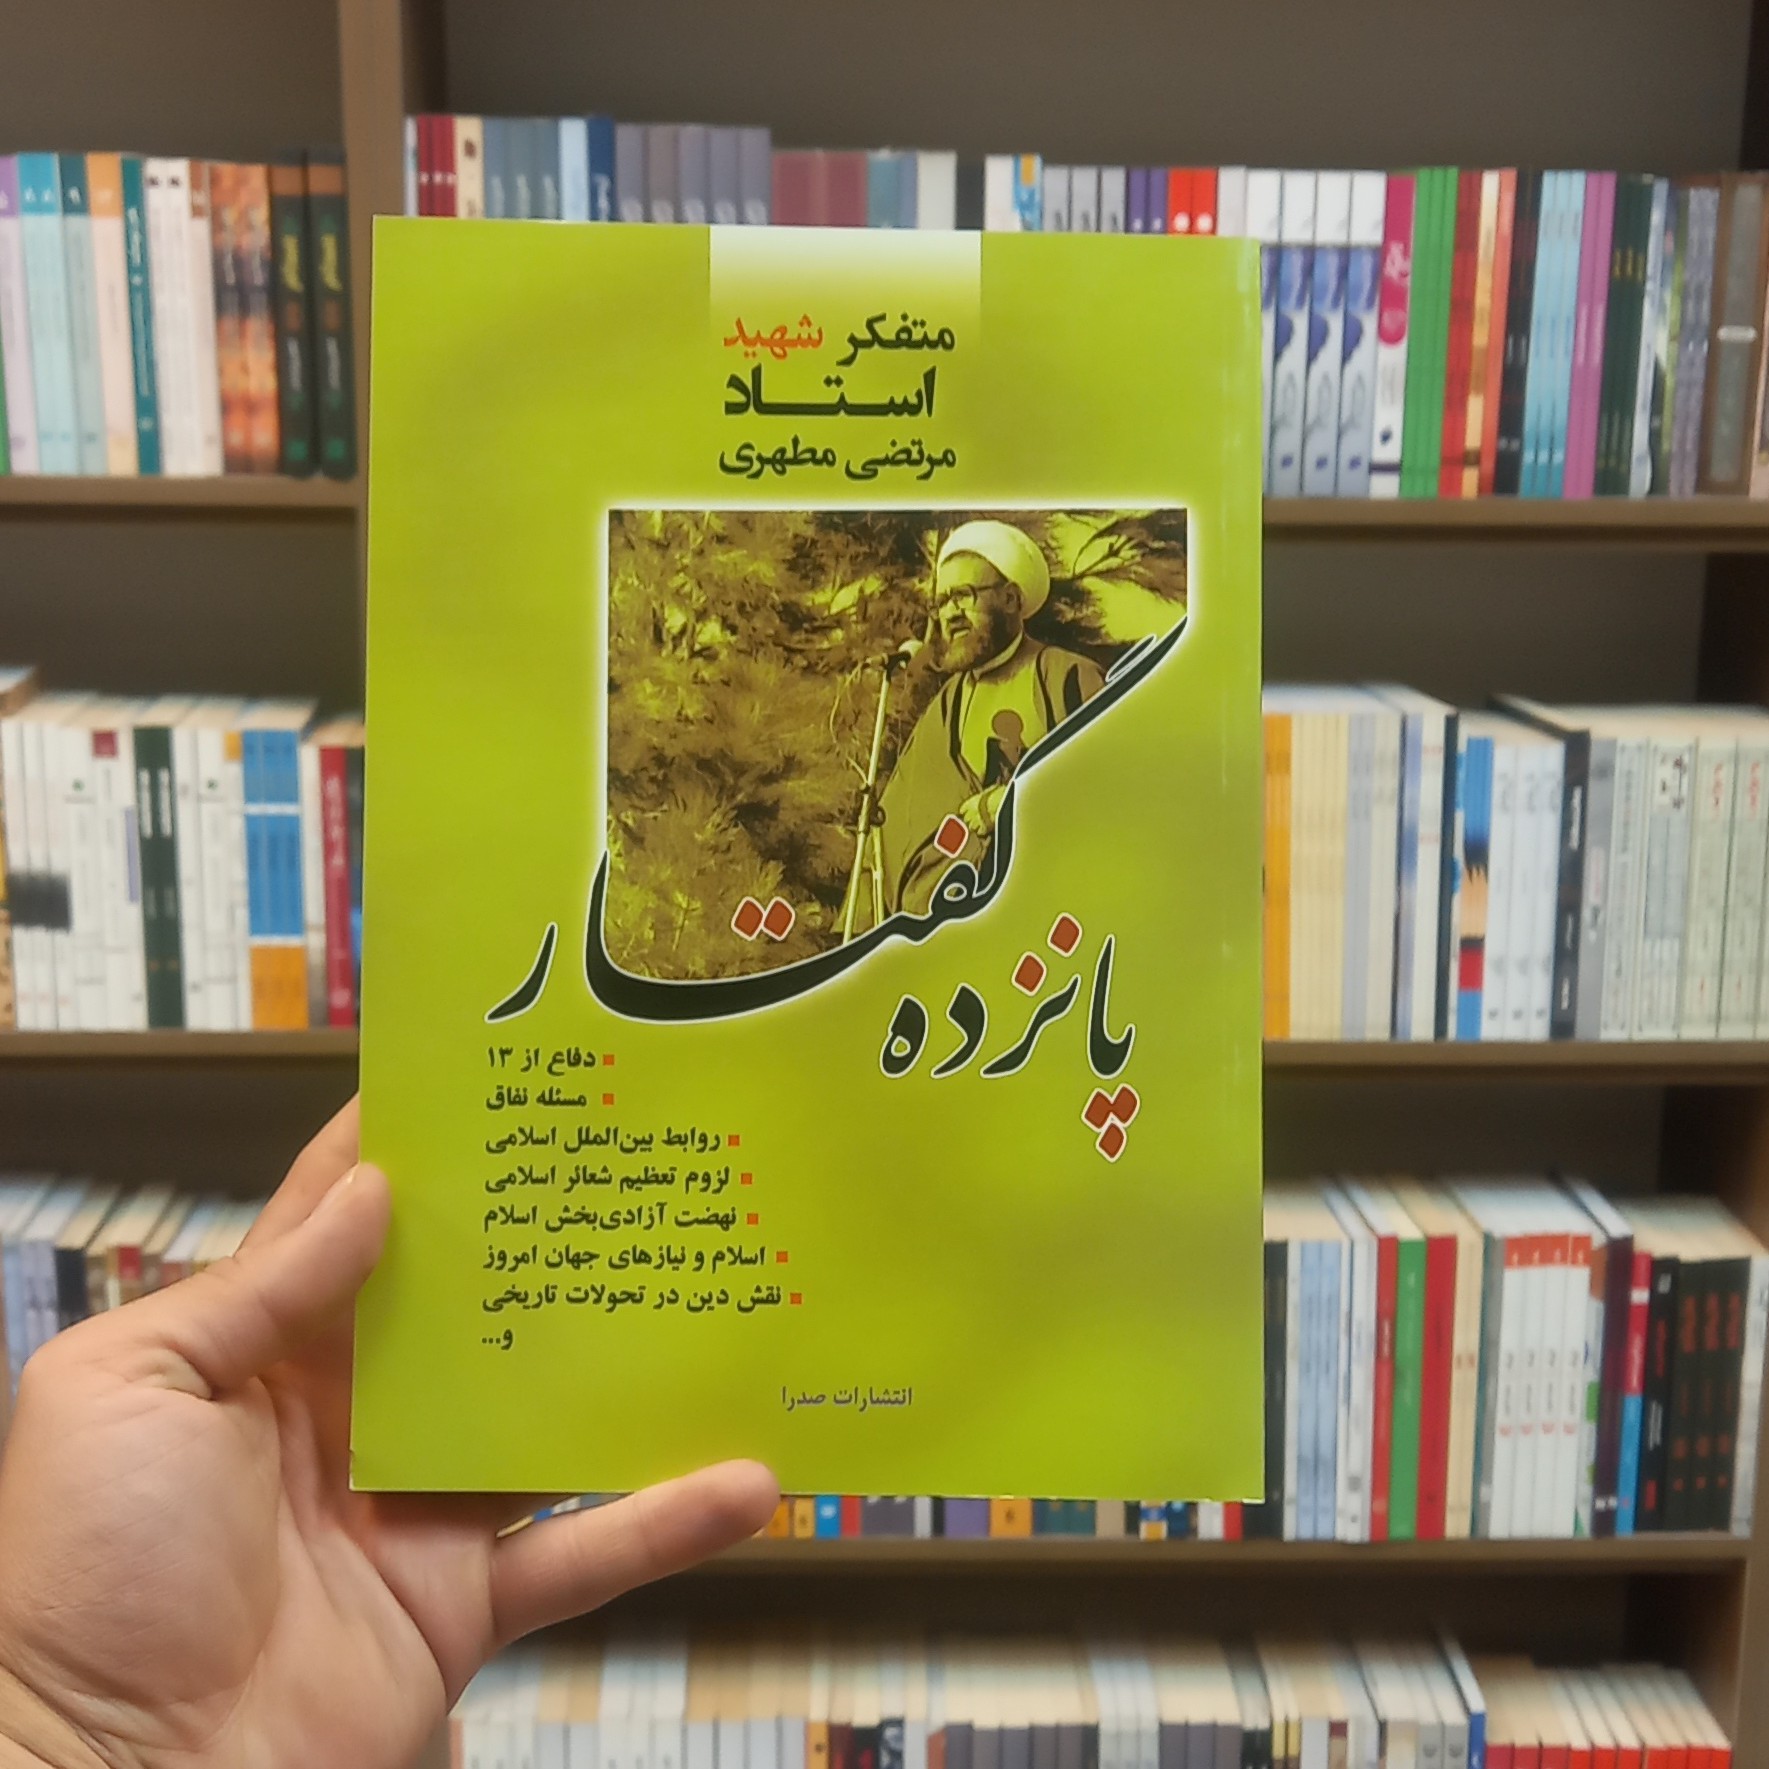 متفکر شهید
استاد
مرتضی مطهری
پانزده گفتار
دفاع از ۱۳
مسئله نفاق
روابط بین‌الملل اسلامی
لزوم تعظیم شعائر اسلامی
نهضت آزادی‌بخش اسلام
اسلام و نیازهای جهان امروز
نقش دین در تحولات تاریخی
و...
انتشارات صدرا